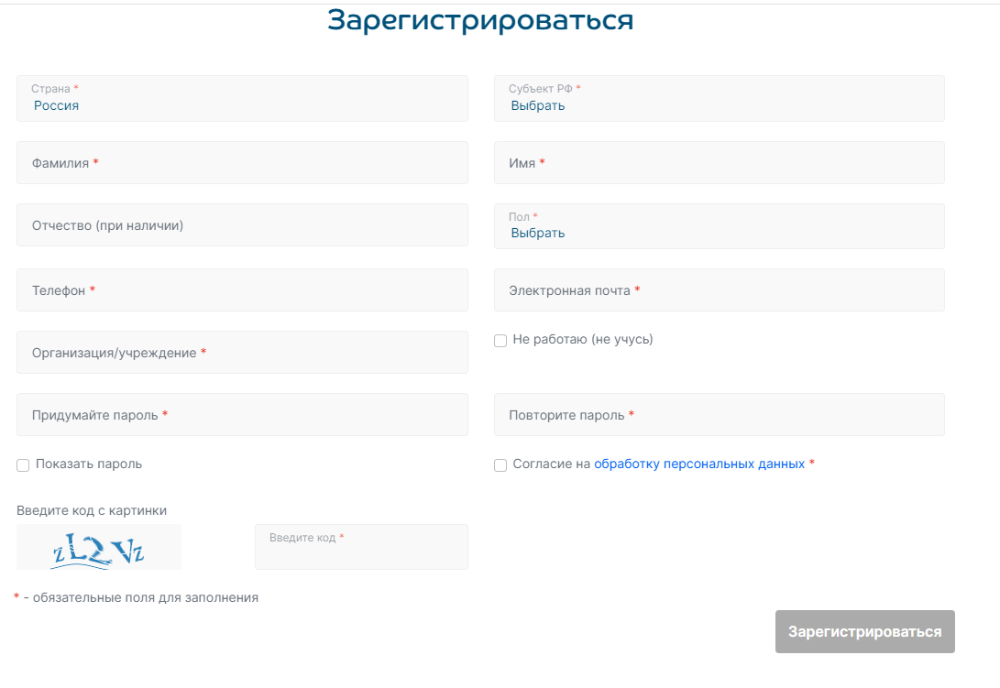 Зарегистрироваться
Страна *
Россия
Субъект РФ *
Выбрать
Фамилия *
Имя *
Отчество (при наличии)
Пол *
Выбрать
Телефон *
Электронная почта *
Организация/учреждение *
Не работаю (не учусь)
Придумайте пароль *
Повторите пароль *
Показать пароль
Согласие на обработку персональных данных *
Введите код с картинки
zL2Vz
Введите код *
* - обязательные поля для заполнения
Зарегистрироваться